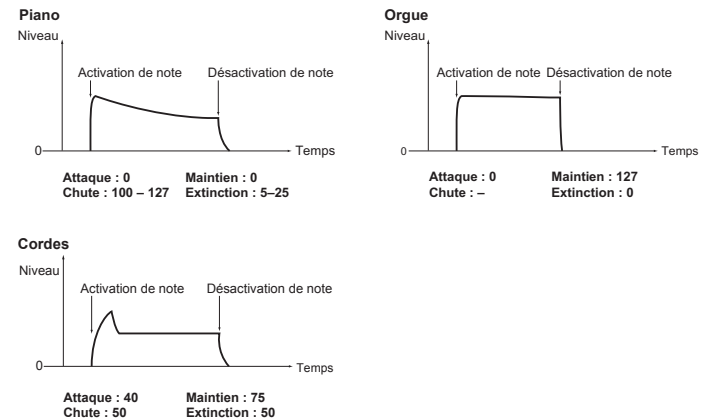 Piano
Niveau
Activation de note
Désactivation de note
0
Temps
Attaque : 0
Maintien : 0
Chute : 100 – 127
Extinction : 5–25
Orgue
Niveau
Activation de note
Désactivation de note
0
Temps
Attaque : 0
Maintien : 127
Chute : –
Extinction : 0
Cordes
Niveau
Activation de note
Désactivation de note
0
Temps
Attaque : 40
Maintien : 75
Chute : 50
Extinction : 50